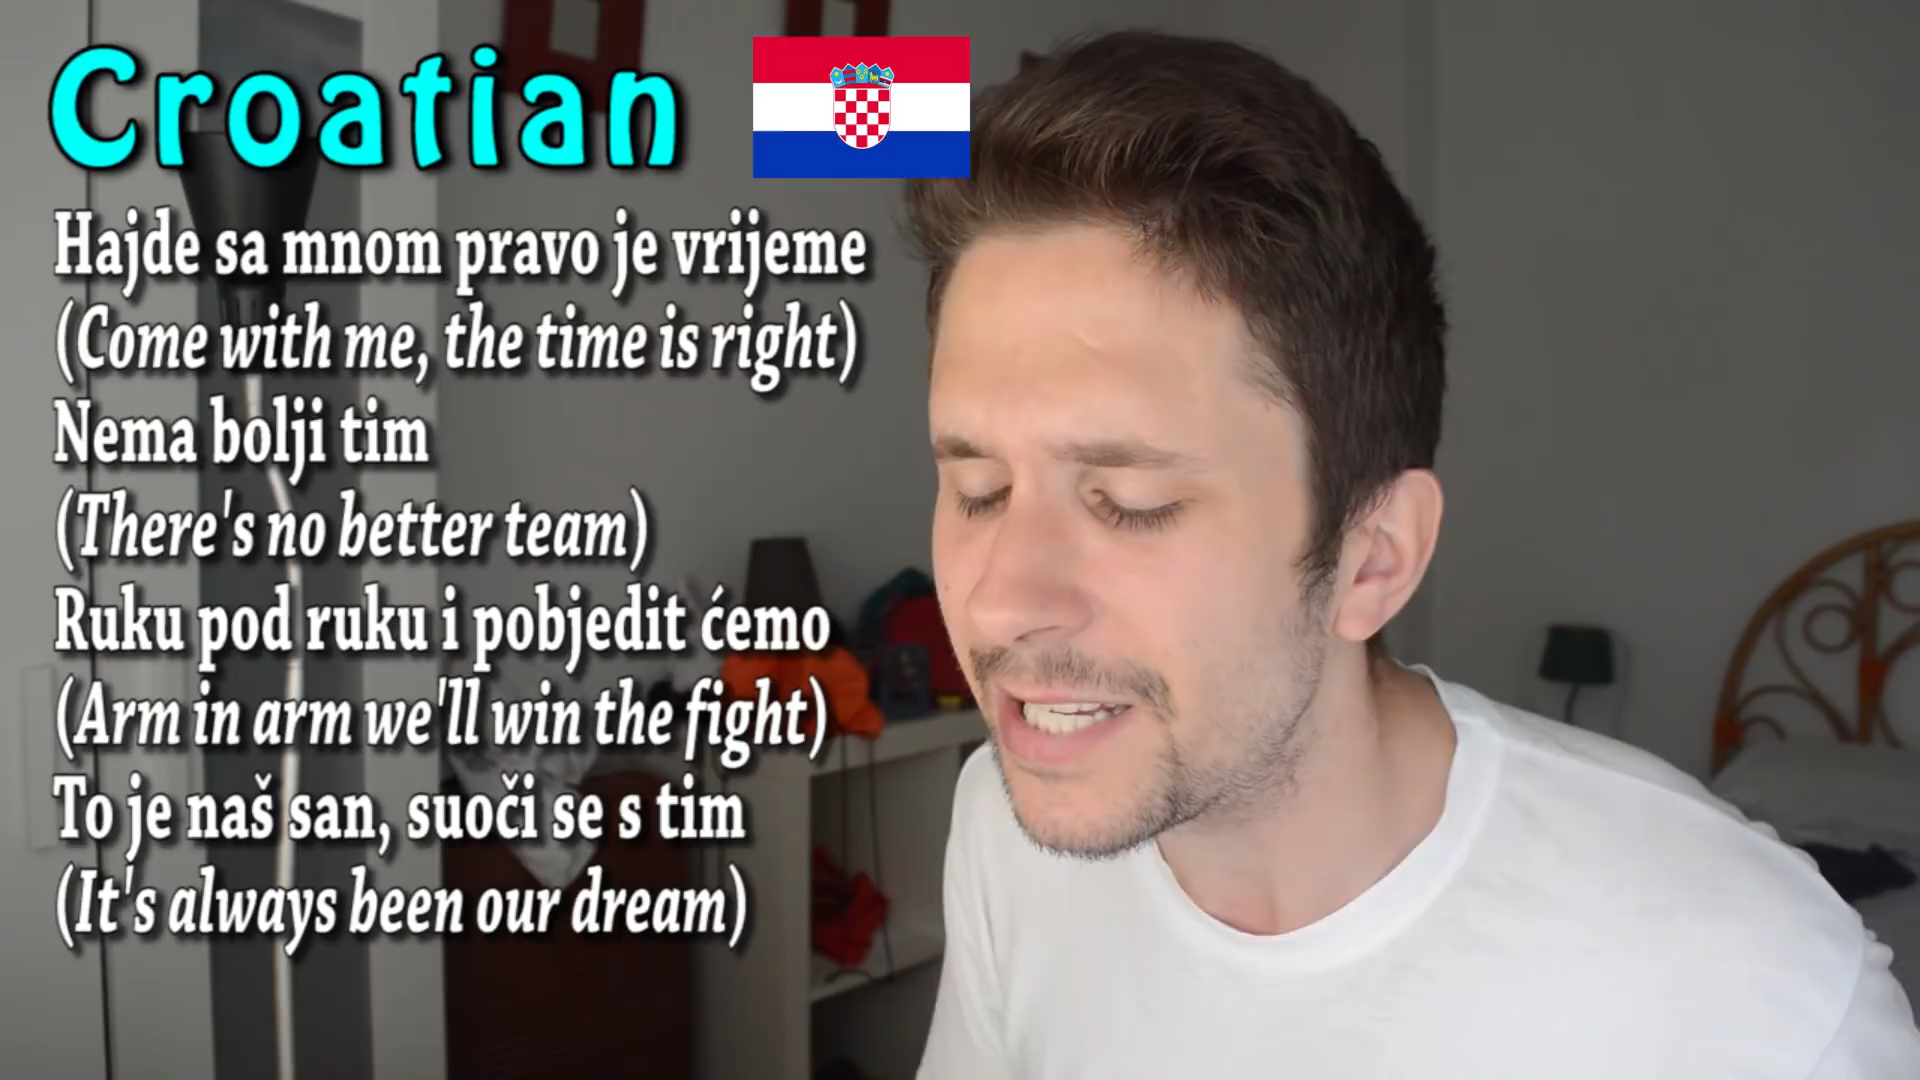 Croatian
Hajde sa mnom pravo je vrijeme
(Come with me, the time is right)
Nema bolji tim
(There's no better team)
Ruku pod ruku i pobjedit ćemo
(Arm in arm we'll win the fight)
To je naš san, suoči se s tim
(It's always been our dream)